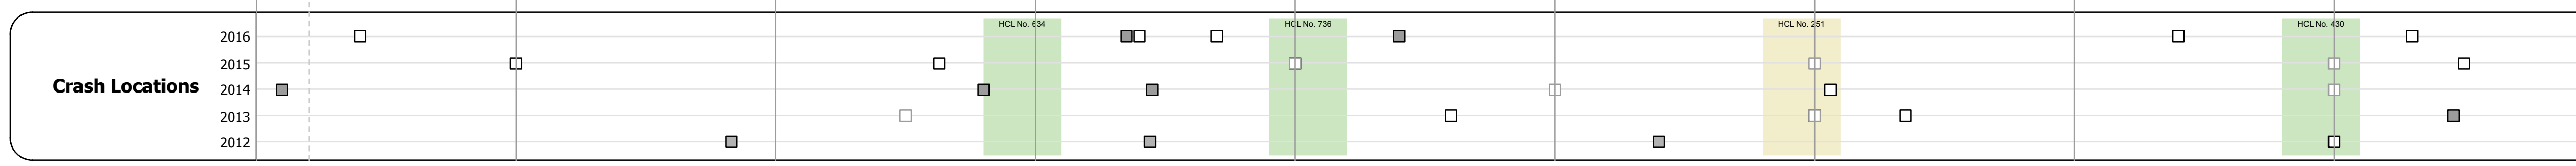 HCL No. 634
HCL No. 736
HCL No. 251
HCL No. 430
2016
2015
Crash Locations
2014
2013
2012